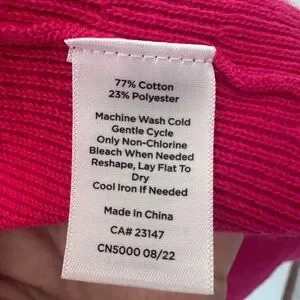 77% Cotton
23% Polyester
Machine Wash Cold
Gentle Cycle
Only Non-Chlorine
Bleach When Needed
Reshape, Lay Flat To
Dry
Cool Iron If Needed
Made In China
CA# 23147
CN5000 08/22